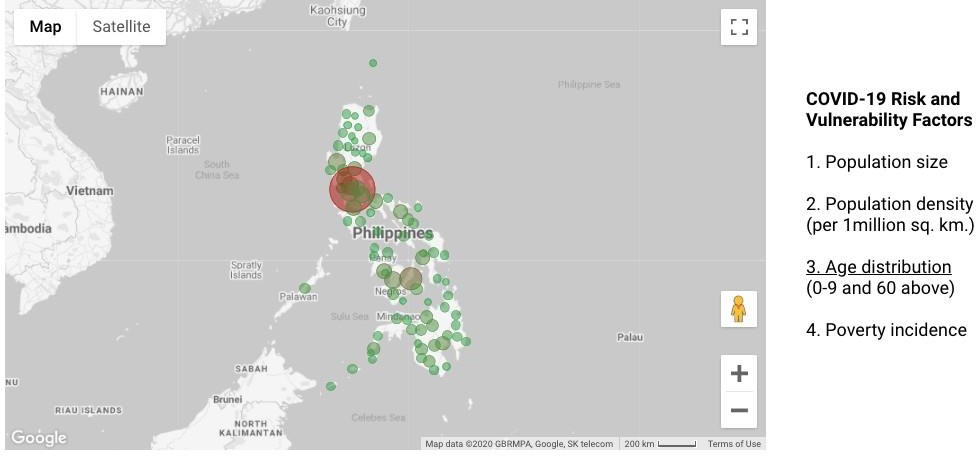 Map
Satellite
Kaohsiung
City
HAINAN
Philippine Sea
Paracel
Islands
South
China Sea
Luzon
Vietnam
ambodia
Philippines
Panay
Spratly
Islands
Palawan
Negros
Sulu Sea
Mindanao
Palau
SABAH
NU
Brunei
RIAU ISLANDS
Celebes Sea
NORTH
KALIMANTAN
Google
Map data ©2020 GBRMPA, Google, SK telecom
200 km
Terms of Use
COVID-19 Risk and
Vulnerability Factors
1. Population size
2. Population density
(per 1million sq. km.)
3. Age distribution
(0-9 and 60 above)
4. Poverty incidence